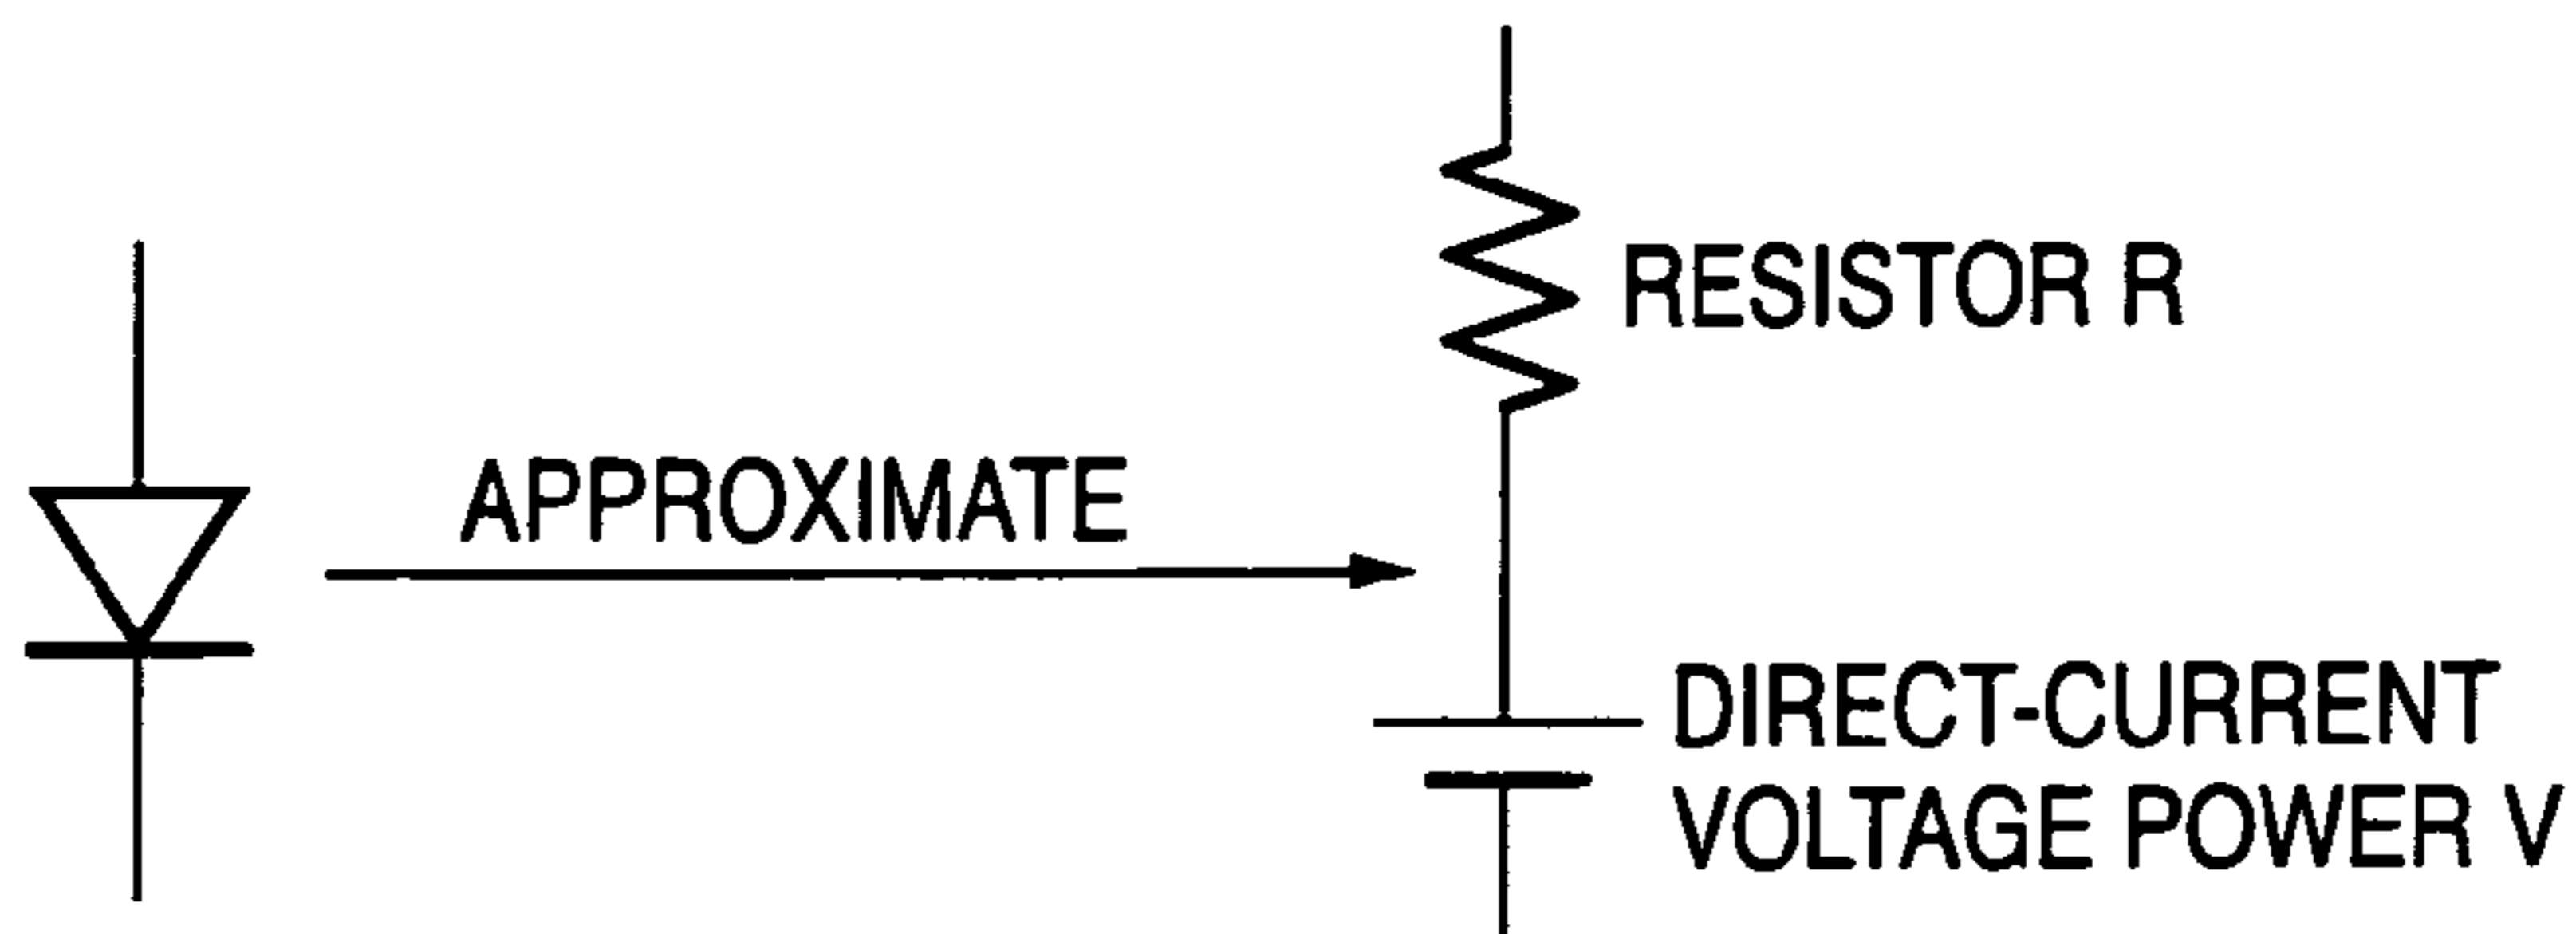 RESISTOR R
APPROXIMATE
DIRECT-CURRENT
VOLTAGE POWER V